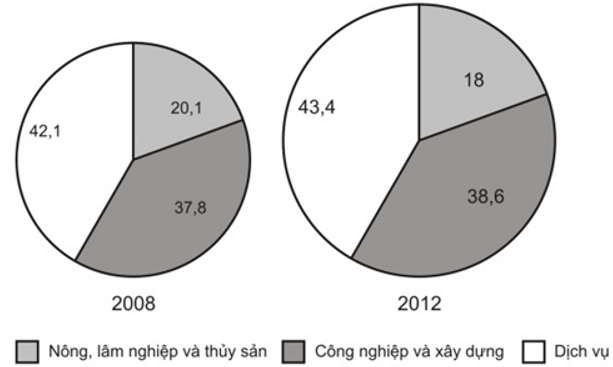 20,1
42,1
37,8
2008
18
43,4
38,6
2012
Nông, lâm nghiệp và thủy sản
Công nghiệp và xây dựng
Dịch vụ